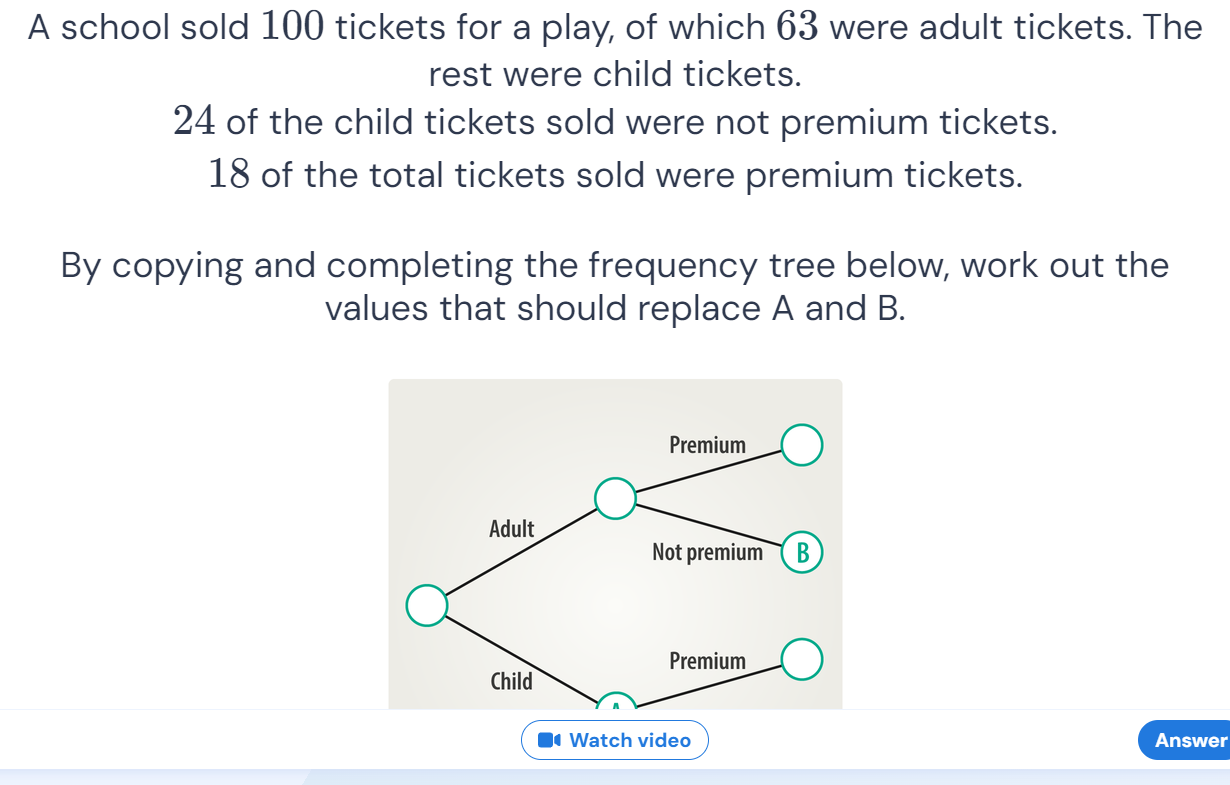 A school sold 100 tickets for a play, of which 63 were adult tickets. The
rest were child tickets.
24 of the child tickets sold were not premium tickets.
18 of the total tickets sold were premium tickets.
By copying and completing the frequency tree below, work out the
values that should replace A and B.
Premium
Adult
Not premium
B
Premium
Child
A
Watch video
Answer